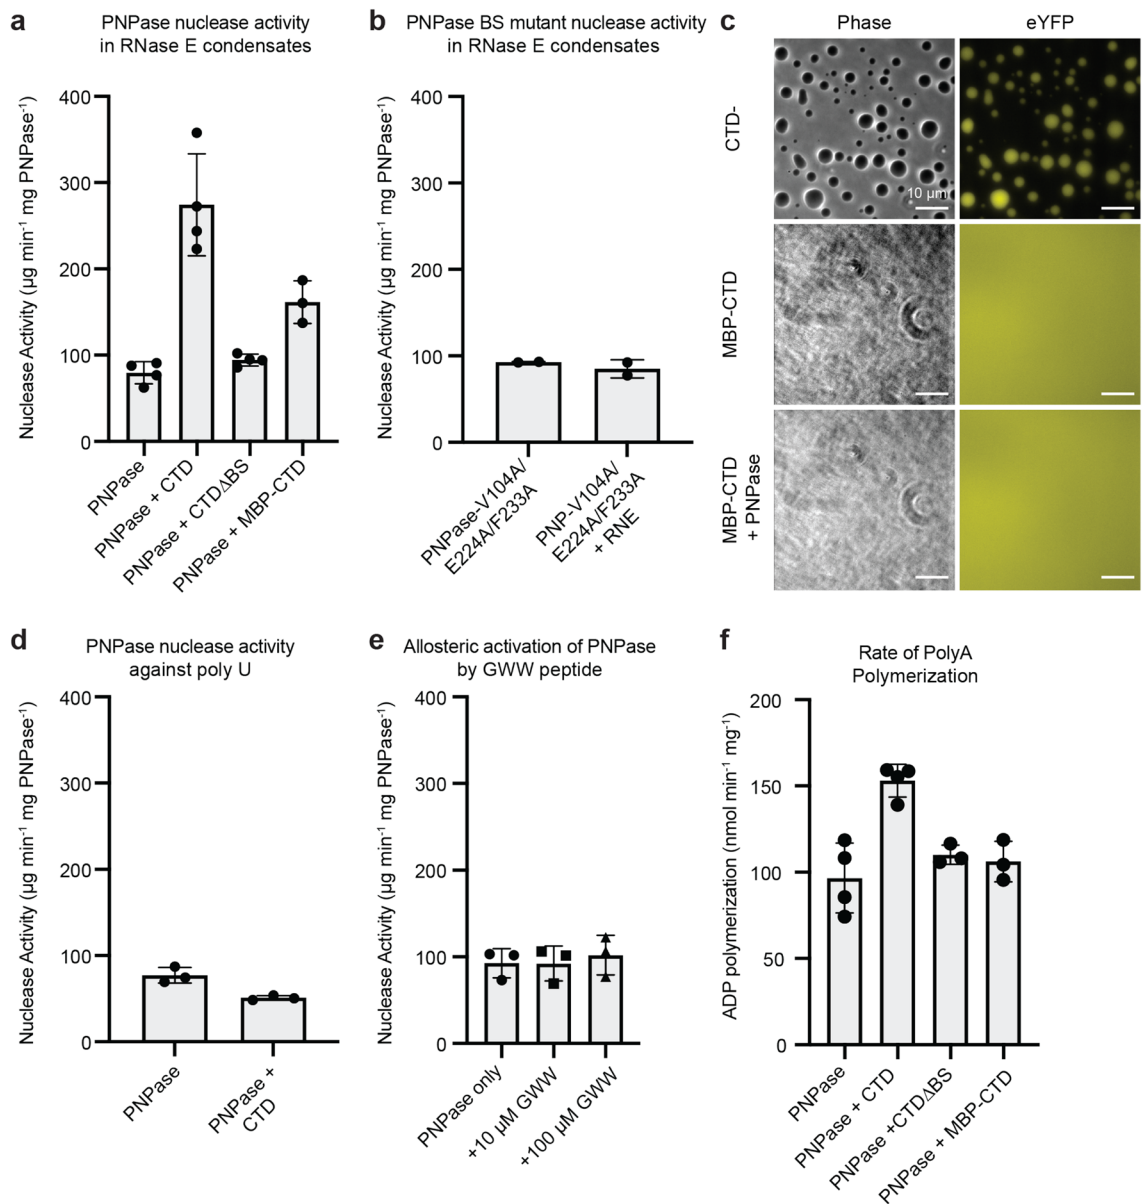 a
PNPase nuclease activity
in RNase E condensates
Nuclease Activity (µg min⁻¹ mg PNPase⁻¹)
400
300
200
100
0
PNPase
PNPase + CTD
PNPase + CTDΔBS
PNPase + MBP-CTD
b
PNPase BS mutant nuclease activity
in RNase E condensates
Nuclease Activity (µg min⁻¹ mg PNPase⁻¹)
400
300
200
100
0
PNPase-V104A/
E224A/F233A
PNP-V104A/
E224A/F233A
+ RNE
c
Phase
eYFP
CTD-
10 µm
MBP-CTD
MBP-CTD
+ PNPase
d
PNPase nuclease activity
against poly U
Nuclease Activity (µg min⁻¹ mg PNPase⁻¹)
400
300
200
100
0
PNPase
PNPase +
CTD
e
Allosteric activation of PNPase
by GWW peptide
Nuclease Activity (µg min⁻¹ mg PNPase⁻¹)
400
300
200
100
0
PNPase only
+10 µM GWW
+100 µM GWW
f
Rate of PolyA
Polymerization
ADP polymerization (nmol min⁻¹ mg⁻¹)
200
150
100
50
0
PNPase
PNPase + CTD
PNPase +CTDΔBS
PNPase + MBP-CTD